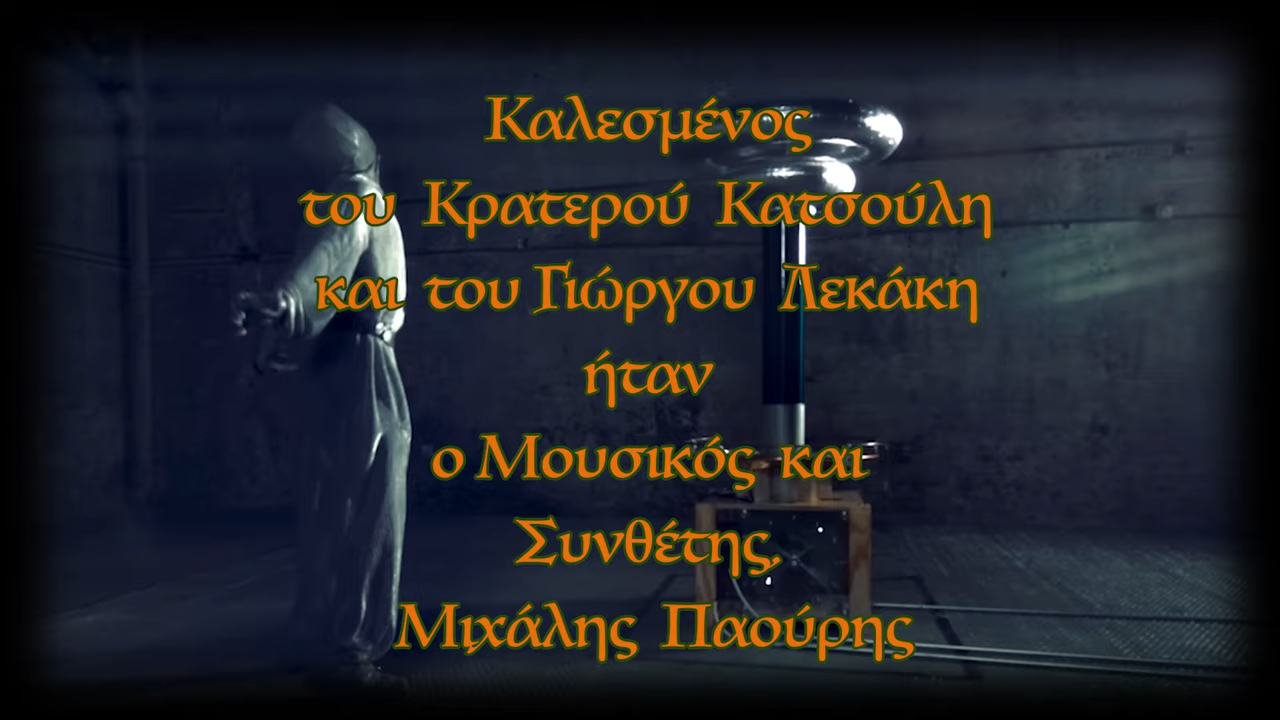 Καλεσμένος
του Κρατερού Κατσούλη
και του Γιώργου Λεκάκη
ήταν
ο Μουσικός και
Συνθέτης,
Μιχάλης Παούρης